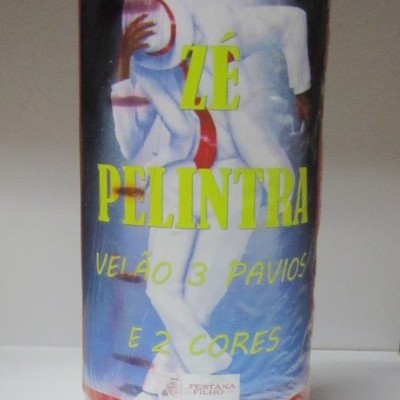 ZÉ
PELINTRA
VELÃO 3 PAVIOS
E 2 CORES
PESTANA
FILHO